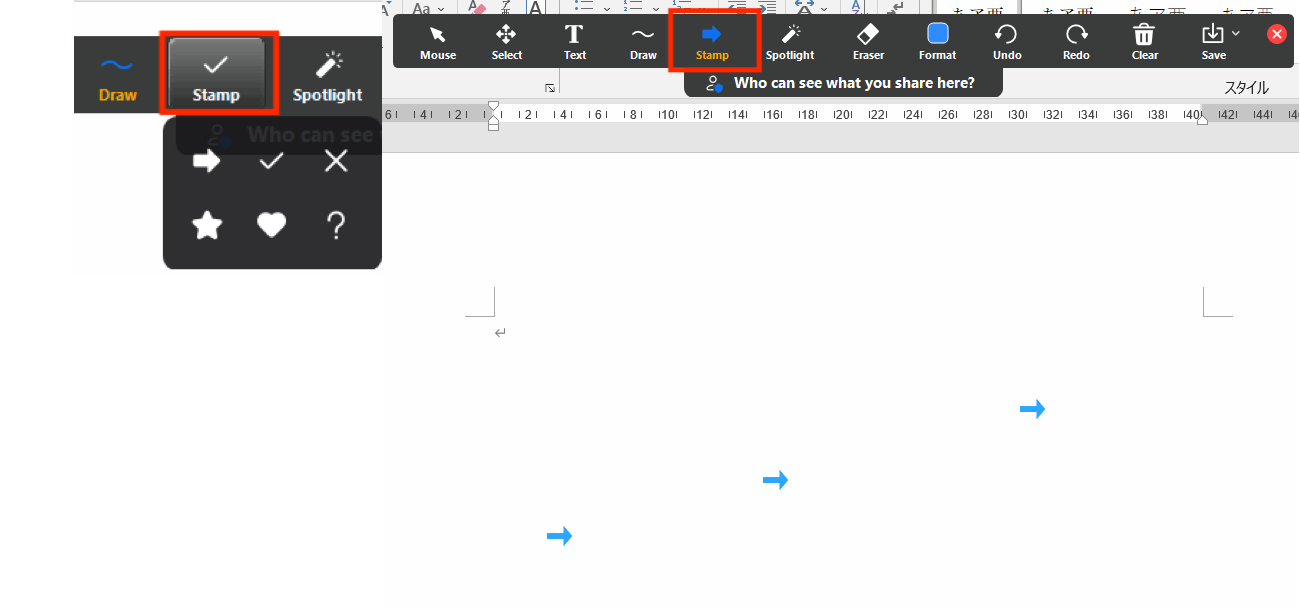 Aa
Mouse Select Text Draw Stamp Spotlight Eraser Format Undo Redo Clear Save
Who can see what you share here?
スタイル
Draw Stamp Spotlight
Who can see
6 4 2 2 4 6 8 10 12 14 16 18 20 22 24 26 28 30 32 34 36 38 40 42 44